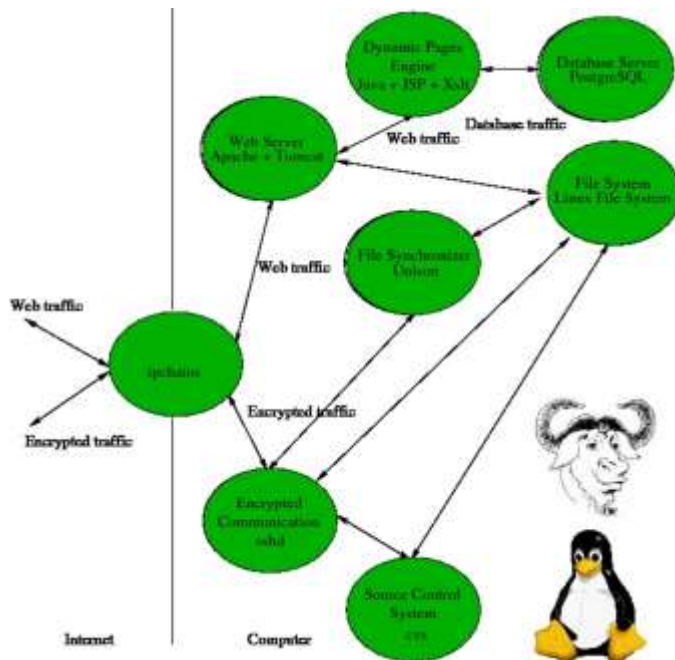 Dynamic Pages
Engine
Java + JSP + Xslt
Database Server
PostgreSQL
Database traffic
Web traffic
Web Server
Apache + Tomcat
File System
Linux File System
File Synchronizer
Unison
Web traffic
Web traffic
ipchains
Encrypted traffic
Encrypted traffic
Encrypted
Communication
sshd
Source Control
System
cvs
Internet
Computer